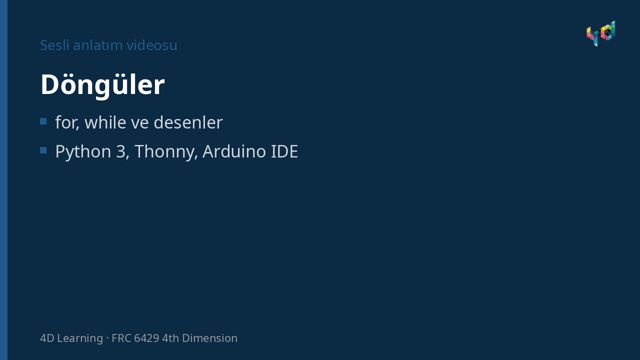 Sesli anlatım videosu
Döngüler
for, while ve desenler
Python 3, Thonny, Arduino IDE
4D Learning · FRC 6429 4th Dimension